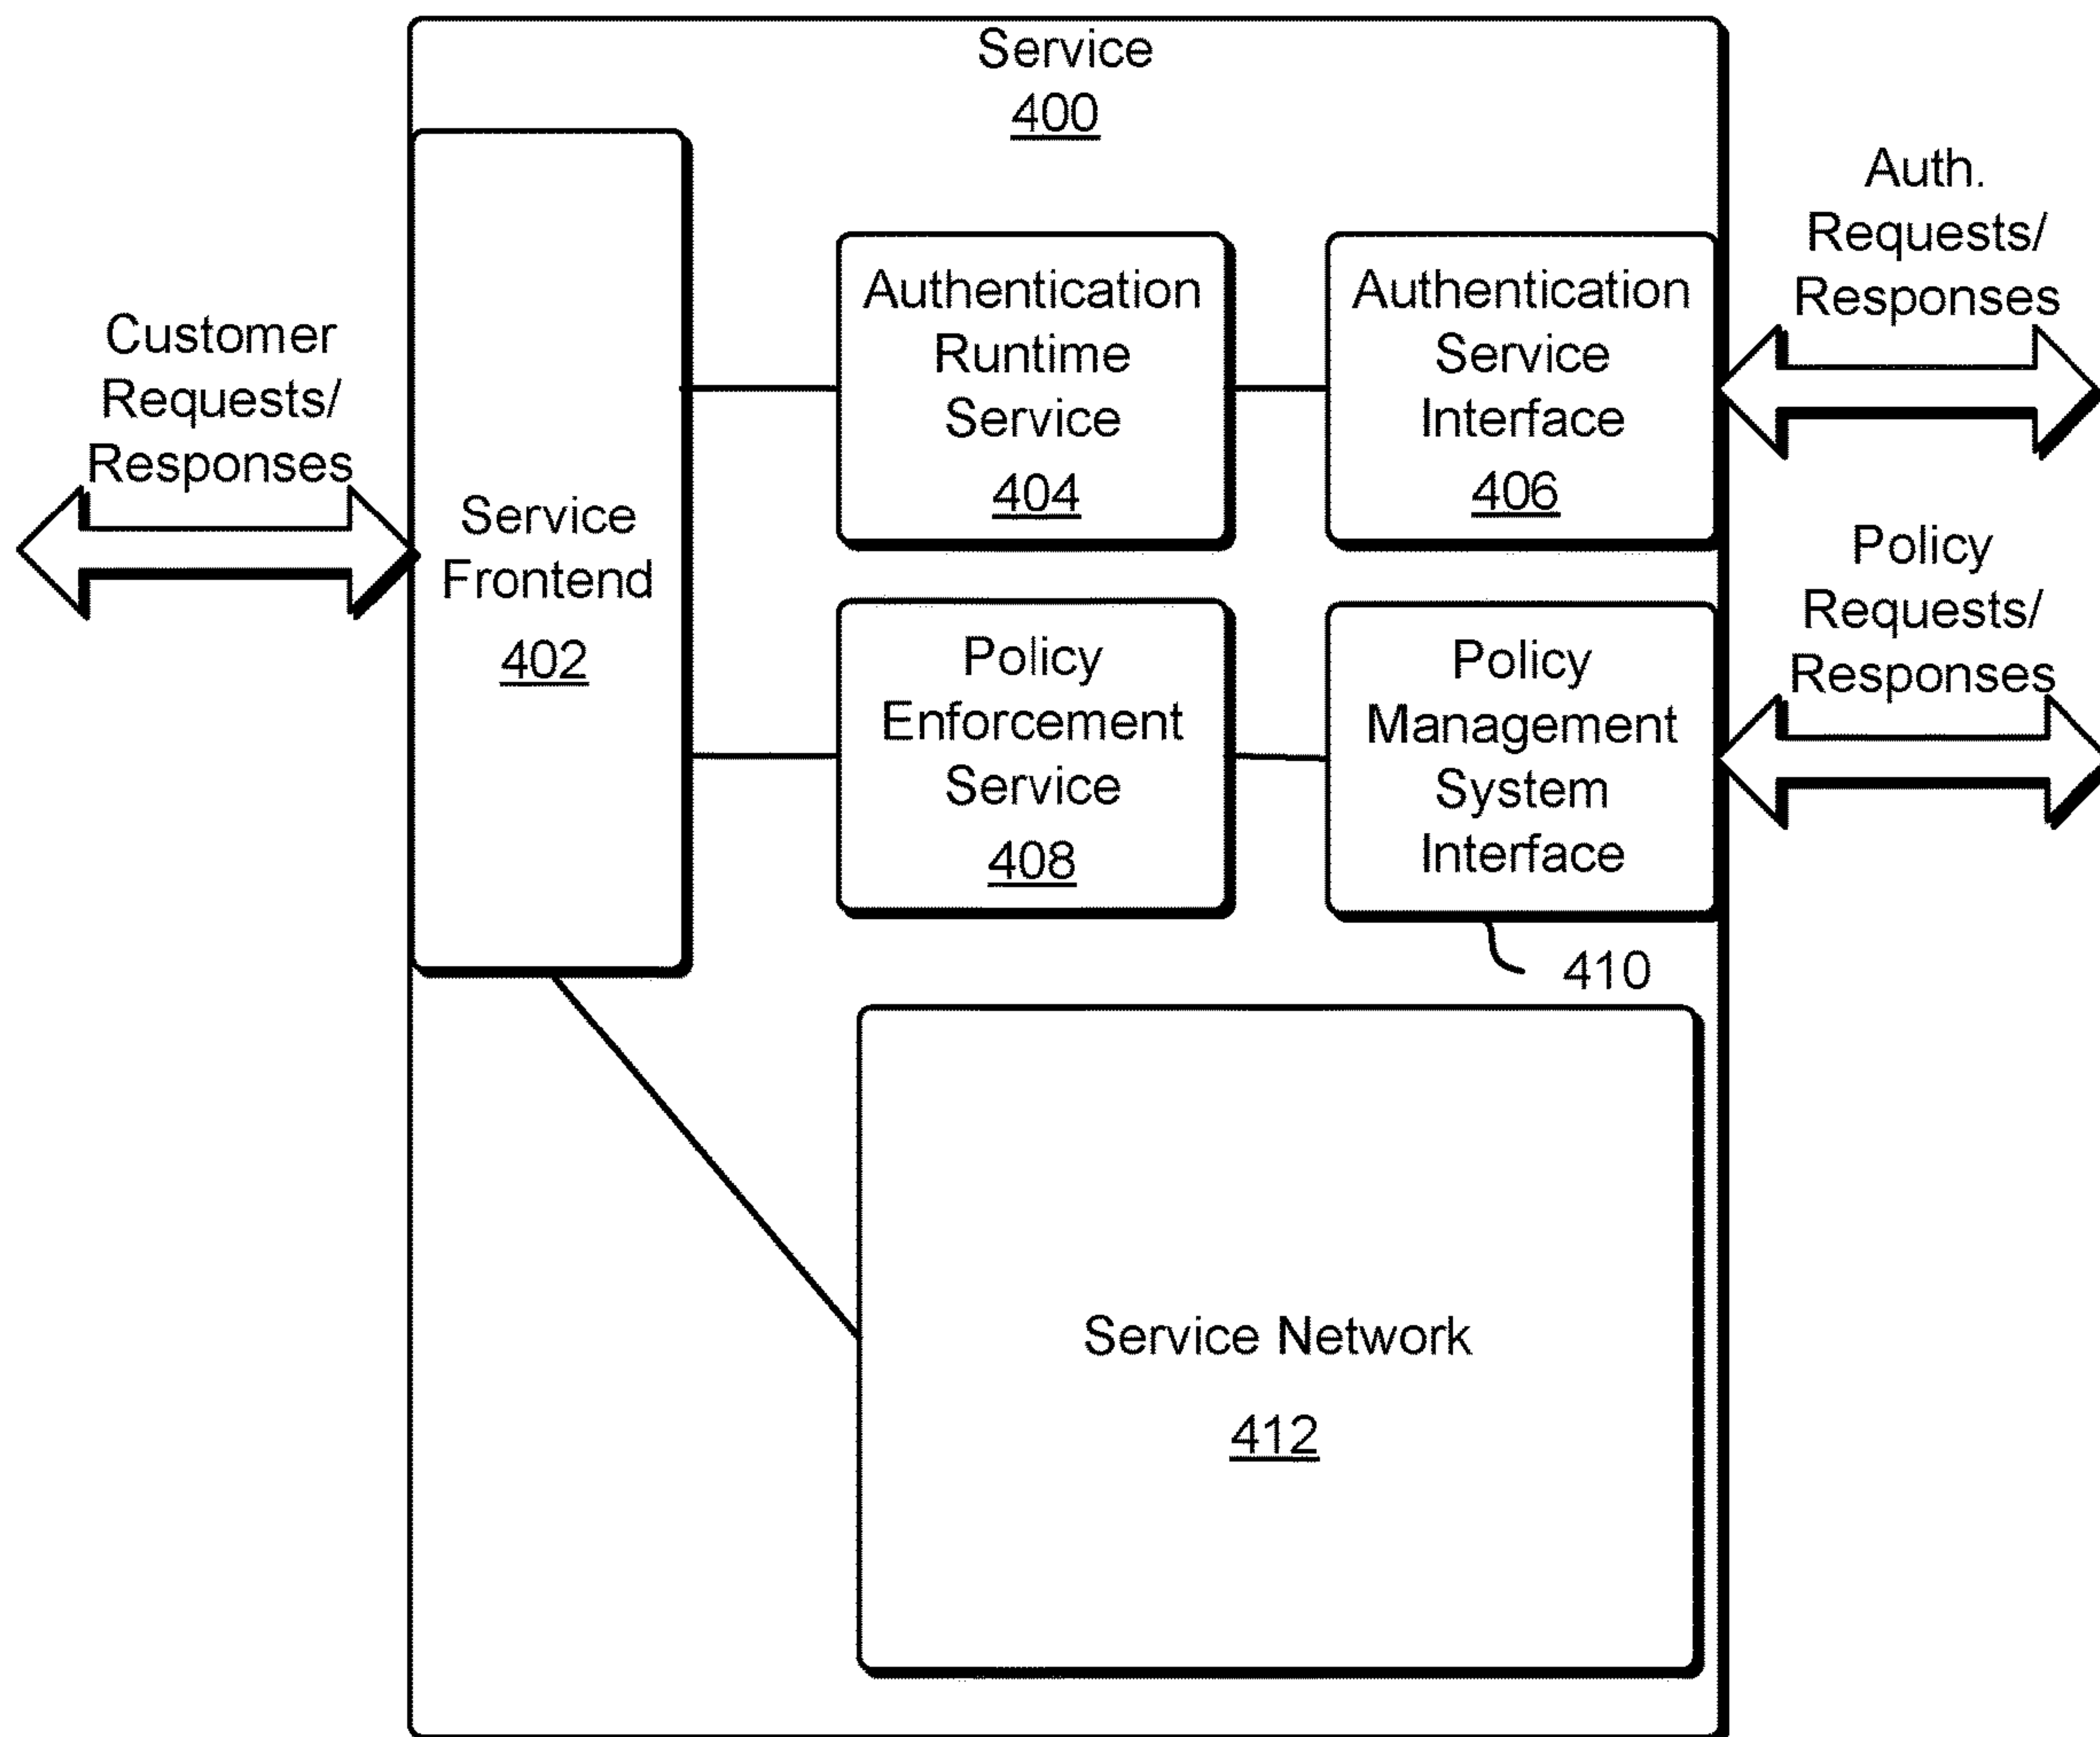 Service
400
Customer
Requests/
Responses
Service
Frontend
402
Authentication
Runtime
Service
404
Authentication
Service
Interface
406
Auth.
Requests/
Responses
Policy
Enforcement
Service
408
Policy
Management
System
Interface
410
Policy
Requests/
Responses
Service Network
412